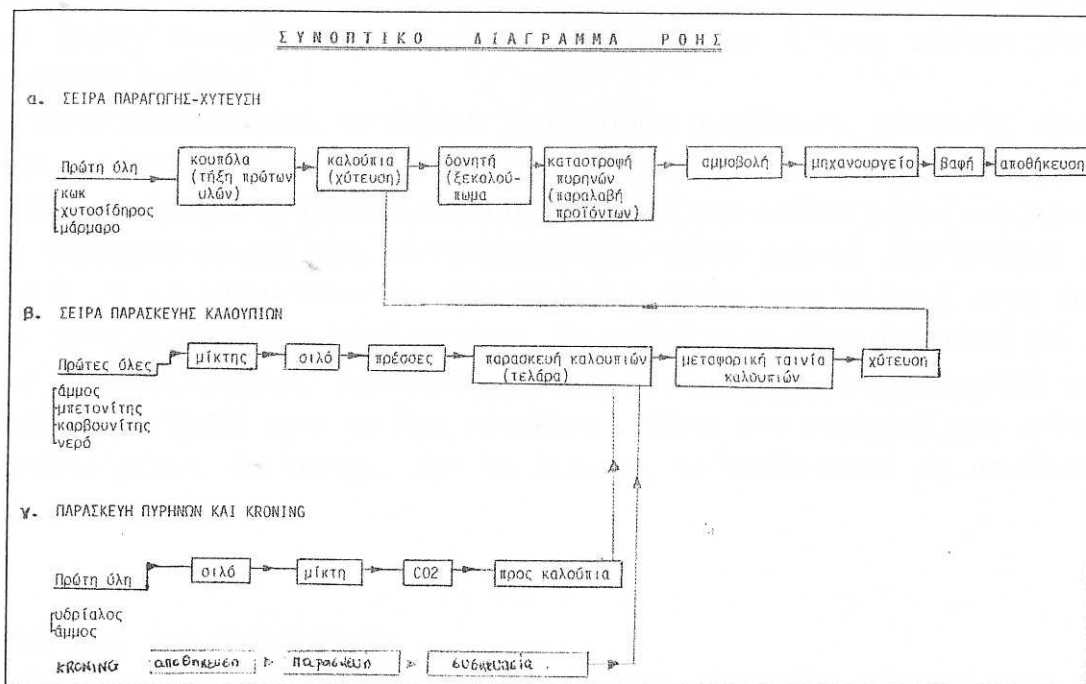 ΣΥΝΟΠΤΙΚΟ ΔΙΑΓΡΑΜΜΑ ΡΟΗΣ
α. ΣΕΙΡΑ ΠΑΡΑΓΩΓΗΣ-ΧΥΤΕΥΣΗ
Πρώτη ύλη
κωκ
χυτοσίδηρος
μάρμαρο
κουπόλα
(τήξη πρώτων
υλών)
καλούπια
(χύτευση)
δονητή
(ξεκαλού-
πωμα
καταστροφή
πυρηνών
(παραλαβή
προϊόντων)
αμμοβολή
μηχανουργείο
βαφή
αποθήκευση
β. ΣΕΙΡΑ ΠΑΡΑΣΚΕΥΗΣ ΚΑΛΟΥΠΙΩΝ
Πρώτες ύλες
άμμος
μπετονίτης
καρβουνίτης
νερό
μίκτης
σιλό
πρέσσες
παρασκευή καλουπιών
(τελάρα)
μεταφορική ταινία
καλουπιών
χύτευση
γ. ΠΑΡΑΣΚΕΥΗ ΠΥΡΗΝΩΝ ΚΑΙ KRONING
Πρώτη ύλη
υδρίαλος
άμμος
σιλό
μίκτη
CO2
προς καλούπια
KRONING
αποθηκευση
παρασκευη
συσκευασία.